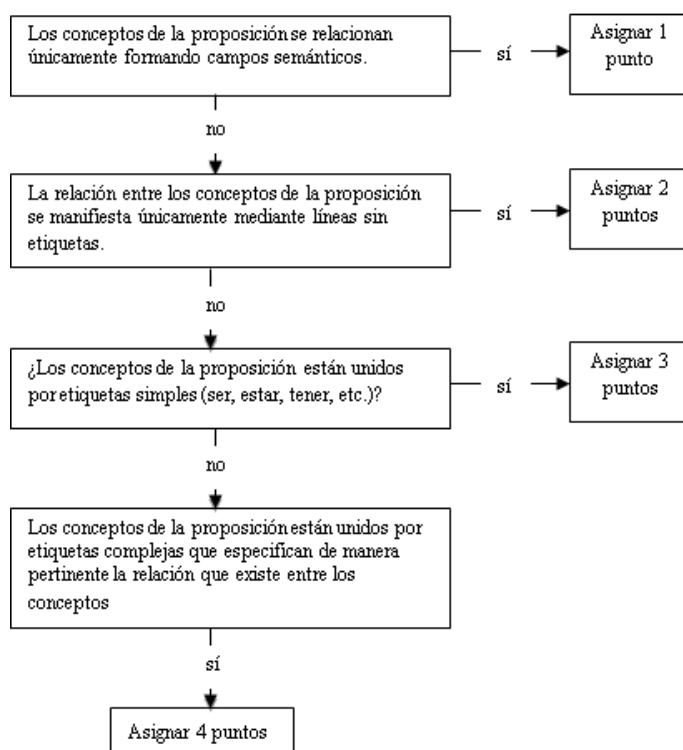 Los conceptos de la proposición se relacionan
únicamente formando campos semánticos.
sí
Asignar 1
punto
no
La relación entre los conceptos de la proposición
se manifiesta únicamente mediante líneas sin
etiquetas.
sí
Asignar 2
puntos
no
¿Los conceptos de la proposición están unidos
por etiquetas simples (ser, estar, tener, etc.)?
sí
Asignar 3
puntos
no
Los conceptos de la proposición están unidos por
etiquetas complejas que especifican de manera
pertinente la relación que existe entre los
conceptos
sí
Asignar 4 puntos